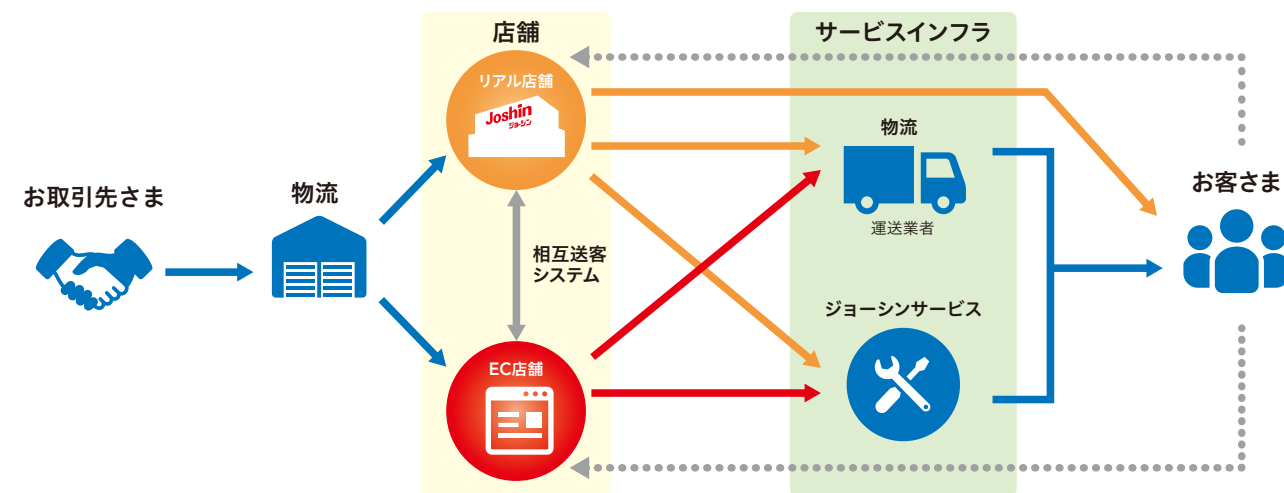 店舗
サービスインフラ
リアル店舗
Joshin
ジョーシン
物流
運送業者
お取引先さま
物流
お客さま
相互送客
システム
ジョーシンサービス
EC店舗